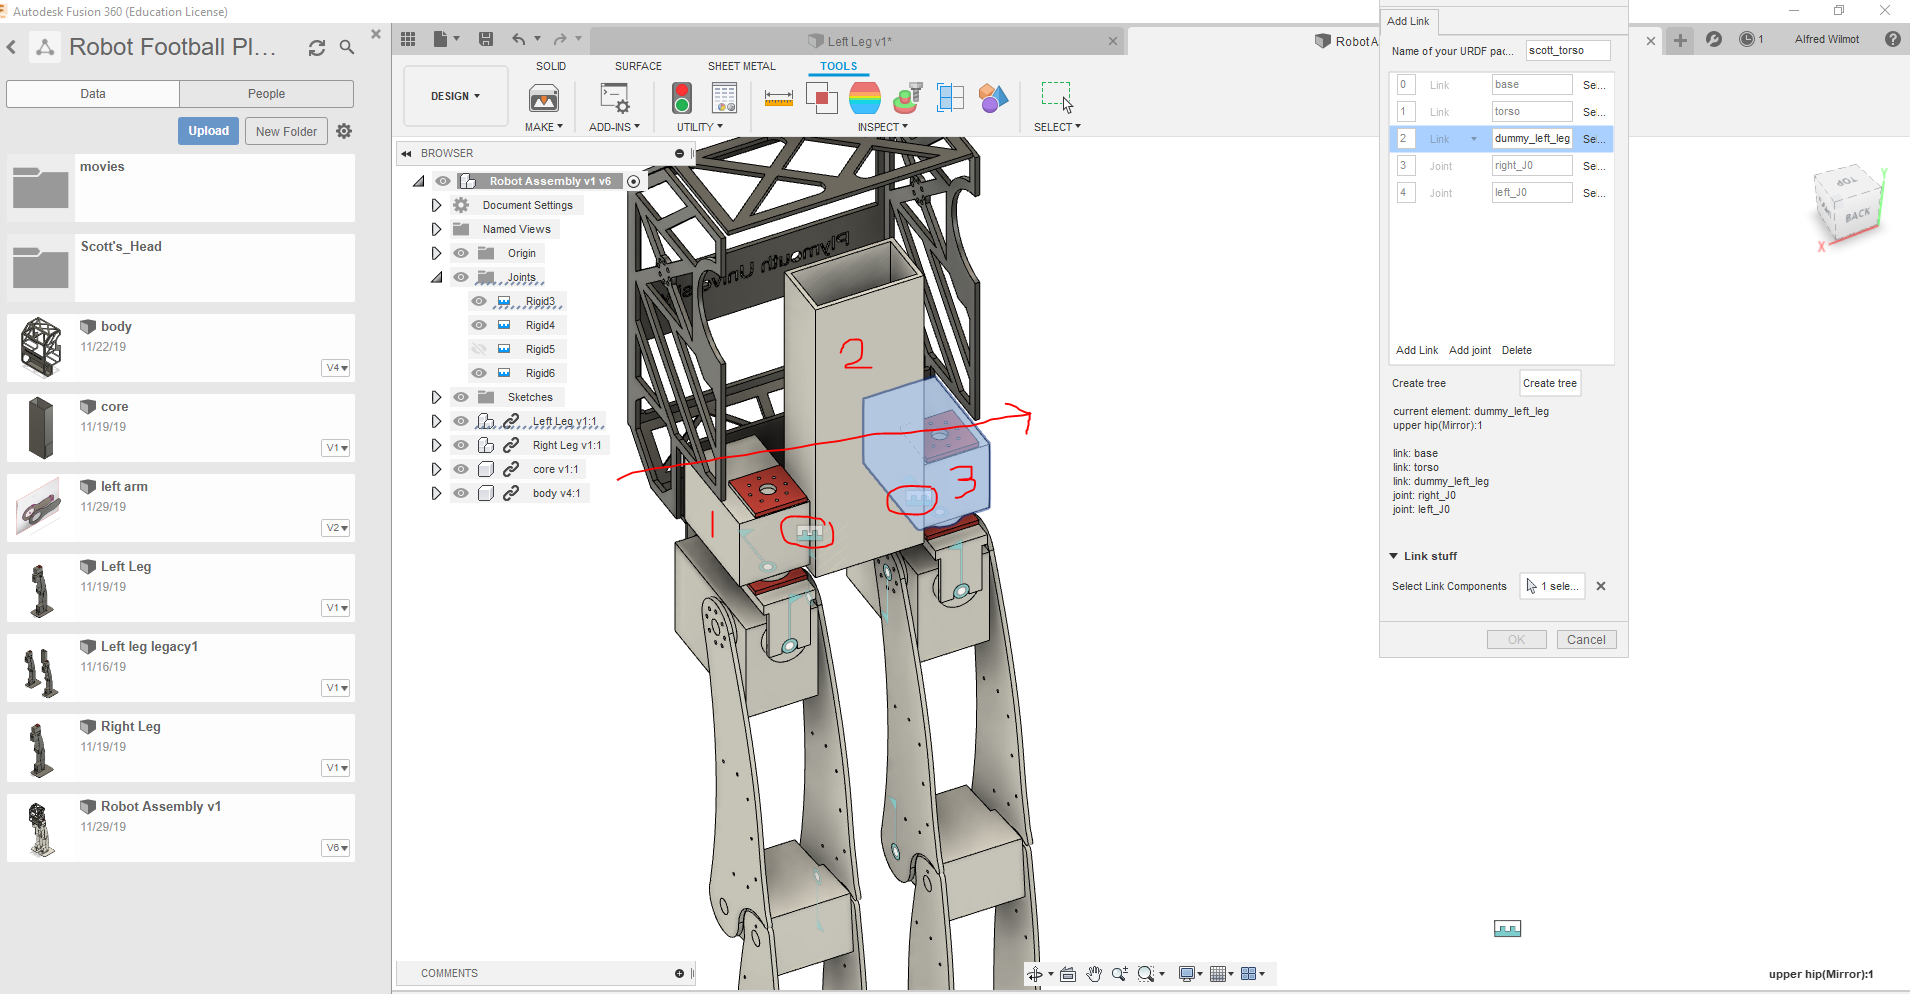 Autodesk Fusion 360 (Education License)
Robot Football Pl...
Data
People
Upload
New Folder
movies
Scott's_Head
body
11/22/19
V4
core
11/19/19
V1
left arm
11/29/19
V2
Left Leg
11/19/19
V1
Left leg legacy1
11/16/19
V1
Right Leg
11/19/19
V1
Robot Assembly v1
11/29/19
V6
Left Leg v1*
Robot A
1
Alfred Wilmot
SOLID
SURFACE
SHEET METAL
TOOLS
DESIGN
MAKE
ADD-INS
UTILITY
INSPECT
SELECT
BROWSER
Robot Assembly v1 v6
Document Settings
Named Views
Origin
Joints
Rigid3
Rigid4
Rigid5
Rigid6
Sketches
Left Leg v1:1
Right Leg v1:1
core v1:1
body v4:1
1
2
3
Add Link
Name of your URDF pac...
scott_torso
0 Link base Se...
1 Link torso Se...
2 Link dummy_left_leg Se...
3 Joint right_J0 Se...
4 Joint left_J0 Se...
Add Link Add joint Delete
Create tree
Create tree
current element: dummy_left_leg
upper hip(Mirror):1
link: base
link: torso
link: dummy_left_leg
joint: right_J0
joint: left_J0
Link stuff
Select Link Components
1 sele...
OK
Cancel
TOP
BACK
X
Y
COMMENTS
upper hip(Mirror):1